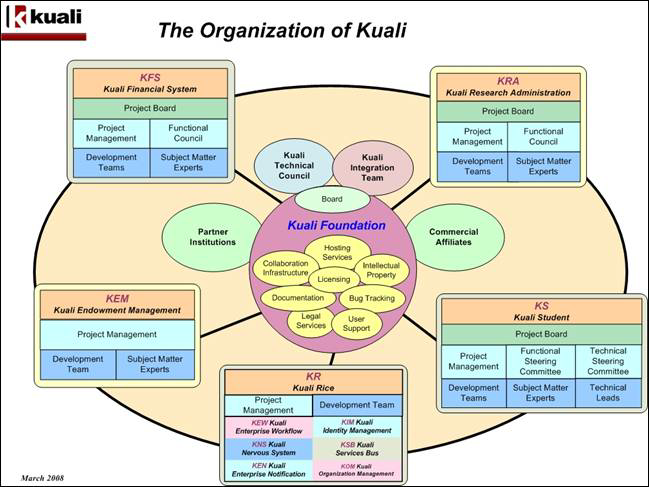 kuali
The Organization of Kuali
KFS
Kuali Financial System
Project Board
Project
Management
Functional
Council
Development
Teams
Subject Matter
Experts
KRA
Kuali Research Administration
Project Board
Project
Management
Functional
Council
Development
Teams
Subject Matter
Experts
Kuali
Technical
Council
Kuali
Integration
Team
Board
Partner
Institutions
Kuali Foundation
Commercial
Affiliates
Hosting
Services
Collaboration
Infrastructure
Intellectual
Property
Licensing
Documentation
Bug Tracking
Legal
Services
User
Support
KEM
Kuali Endowment Management
Project Management
Development
Team
Subject Matter
Experts
KS
Kuali Student
Project Board
Project
Management
Functional
Steering
Committee
Technical
Steering
Committee
Development
Teams
Subject Matter
Experts
Technical
Leads
KR
Kuali Rice
Project
Management
Development Team
KEW Kuali
Enterprise Workflow
KIM Kuali
Identity Management
KNS Kuali
Nervous System
KSB Kuali
Services Bus
KEN Kuali
Enterprise Notification
KOM Kuali
Organization Management
March 2008